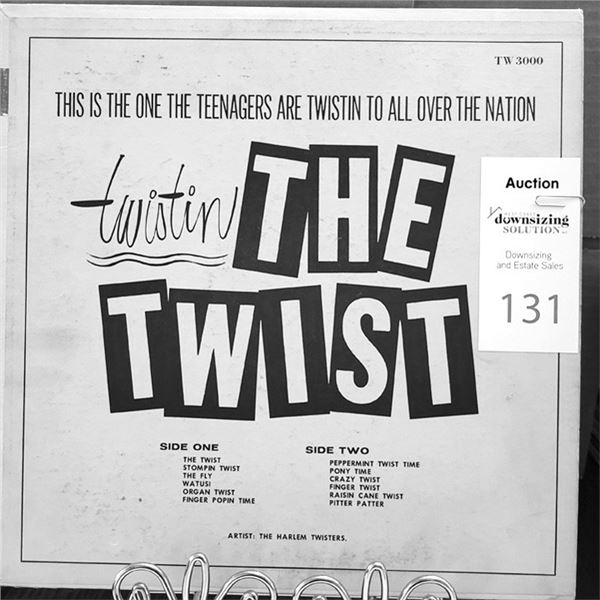 TW 3000
THIS IS THE ONE THE TEENAGERS ARE TWISTIN TO ALL OVER THE NATION
twistin THE
TWIST
SIDE ONE
THE TWIST
STOMPIN TWIST
THE FLY
WATUSI
ORGAN TWIST
FINGER POPIN TIME
SIDE TWO
PEPPERMINT TWIST TIME
PONY TIME
CRAZY TWIST
FINGER TWIST
RAISIN CANE TWIST
PITTER PATTER
ARTIST: THE HARLEM TWISTERS.
Auction
downsizing
SOLUTION
Downsizing
and Estate Sales
131